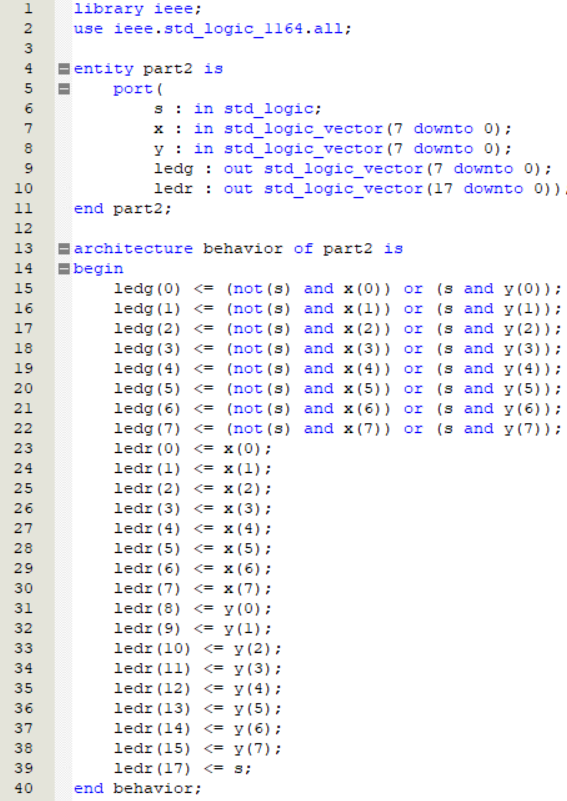 1 library ieee;
2 use ieee.std_logic_1164.all;
3
4 entity part2 is
5     port(
6         s : in std_logic;
7         x : in std_logic_vector(7 downto 0);
8         y : in std_logic_vector(7 downto 0);
9         ledg : out std_logic_vector(7 downto 0);
10         ledr : out std_logic_vector(17 downto 0));
11 end part2;
12
13 architecture behavior of part2 is
14 begin
15     ledg(0) <= (not(s) and x(0)) or (s and y(0));
16     ledg(1) <= (not(s) and x(1)) or (s and y(1));
17     ledg(2) <= (not(s) and x(2)) or (s and y(2));
18     ledg(3) <= (not(s) and x(3)) or (s and y(3));
19     ledg(4) <= (not(s) and x(4)) or (s and y(4));
20     ledg(5) <= (not(s) and x(5)) or (s and y(5));
21     ledg(6) <= (not(s) and x(6)) or (s and y(6));
22     ledg(7) <= (not(s) and x(7)) or (s and y(7));
23     ledr(0) <= x(0);
24     ledr(1) <= x(1);
25     ledr(2) <= x(2);
26     ledr(3) <= x(3);
27     ledr(4) <= x(4);
28     ledr(5) <= x(5);
29     ledr(6) <= x(6);
30     ledr(7) <= x(7);
31     ledr(8) <= y(0);
32     ledr(9) <= y(1);
33     ledr(10) <= y(2);
34     ledr(11) <= y(3);
35     ledr(12) <= y(4);
36     ledr(13) <= y(5);
37     ledr(14) <= y(6);
38     ledr(15) <= y(7);
39     ledr(17) <= s;
40 end behavior;